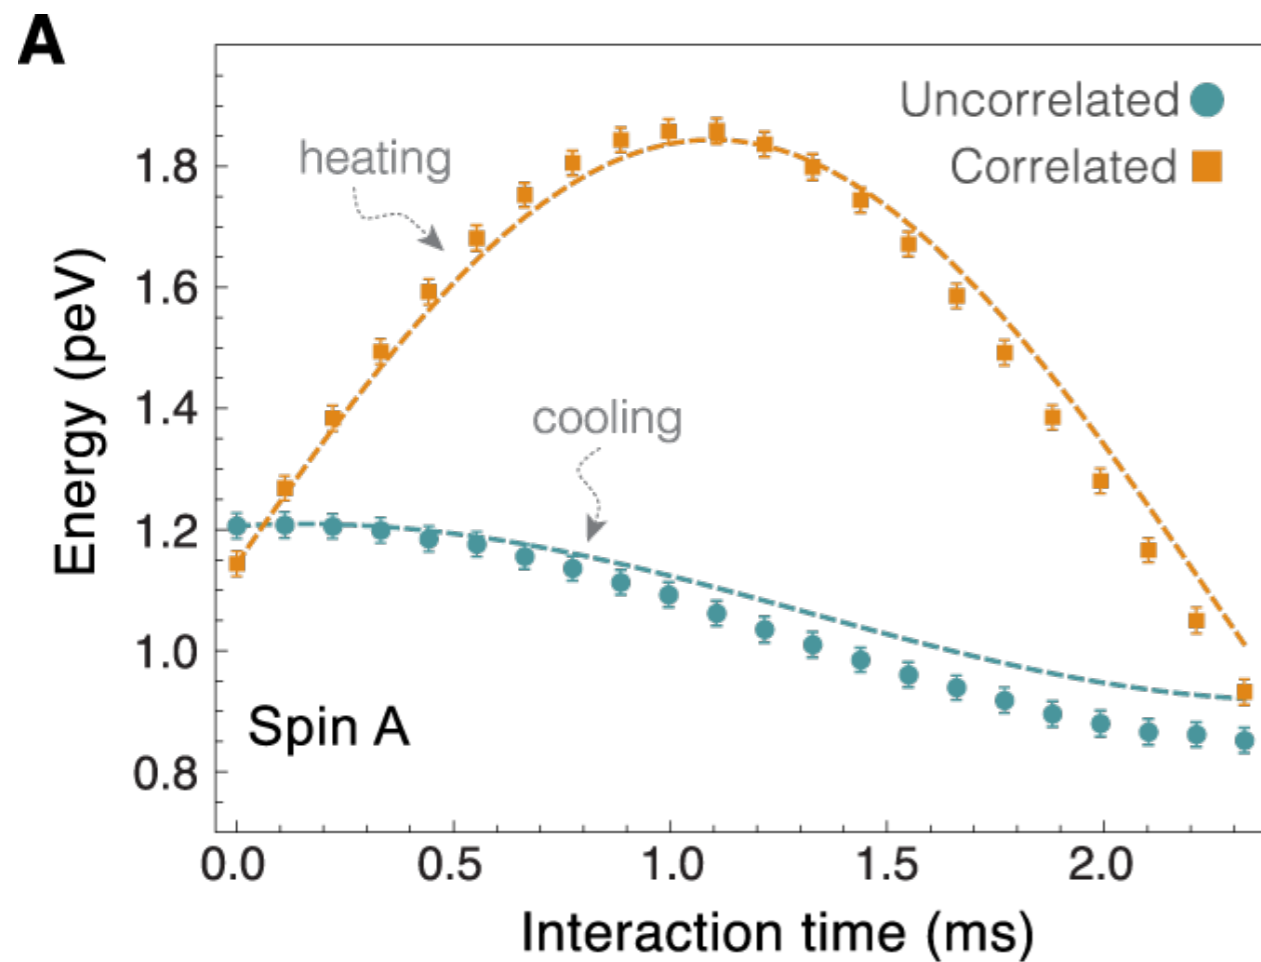 A
Uncorrelated
Correlated
heating
cooling
Spin A
Energy (peV)
1.8
1.6
1.4
1.2
1.0
0.8
0.0 0.5 1.0 1.5 2.0
Interaction time (ms)